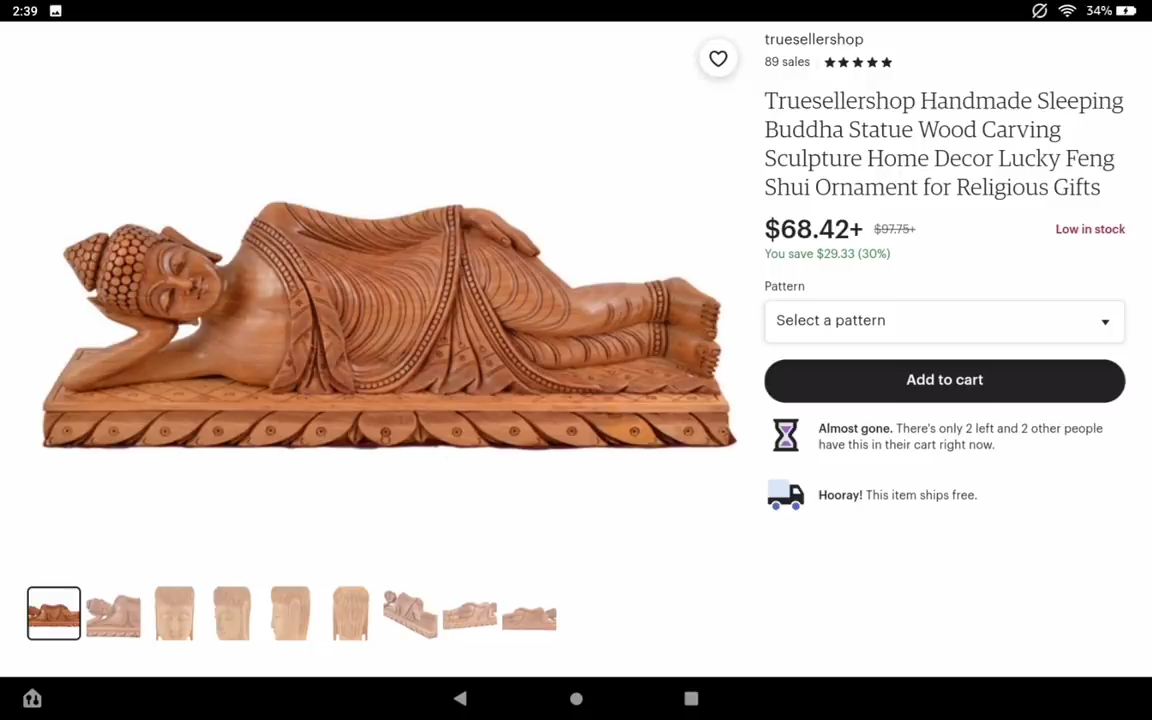 2:39
34%
truesellershop
89 sales
Truesellershop Handmade Sleeping
Buddha Statue Wood Carving
Sculpture Home Decor Lucky Feng
Shui Ornament for Religious Gifts
$68.42+ $97.75+ Low in stock
You save $29.33 (30%)
Pattern
Select a pattern
Add to cart
Almost gone. There's only 2 left and 2 other people
have this in their cart right now.
Hooray! This item ships free.